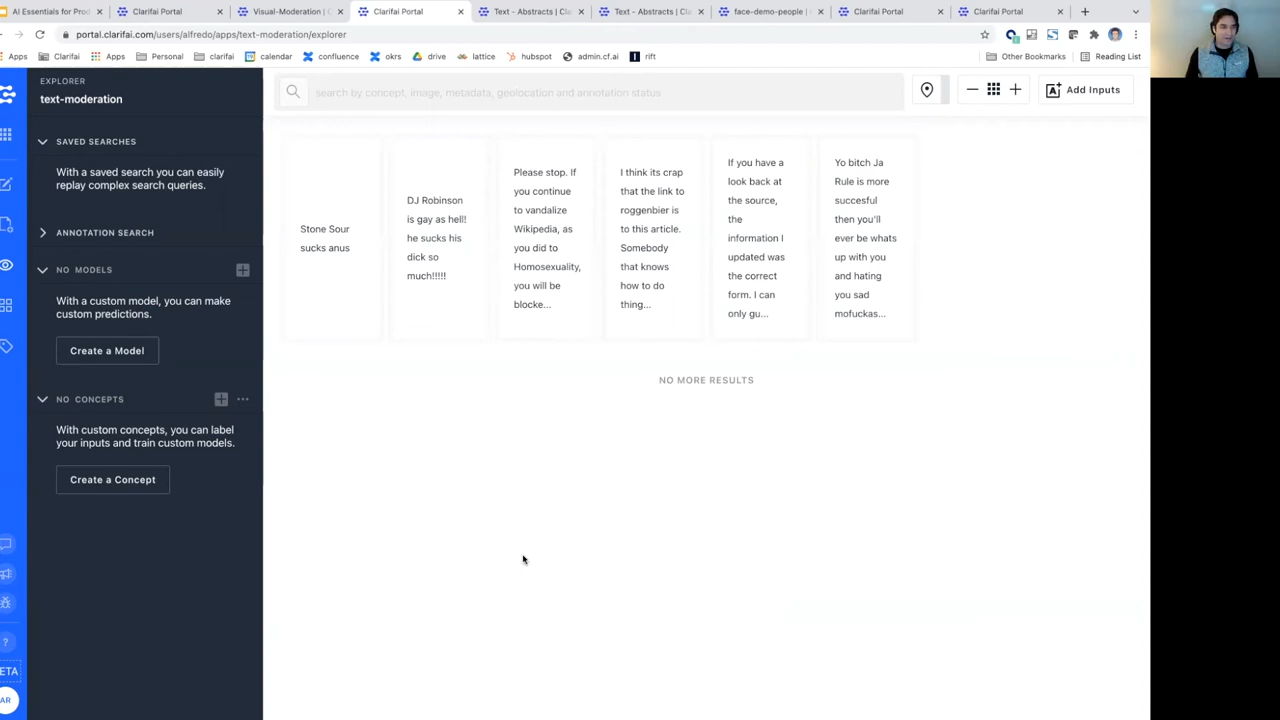 AI Essentials for Prod
Clarifai Portal
Visual-Moderation | C
Clarifai Portal
Text - Abstracts | Cla
Text - Abstracts | Cla
face-demo-people |
Clarifai Portal
Clarifai Portal
portal.clarifai.com/users/alfredo/apps/text-moderation/explorer
Apps
Clarifai
Apps
Personal
clarifai
calendar
confluence
okrs
drive
lattice
hubspot
admin.cf.ai
rift
Other Bookmarks
Reading List
EXPLORER
text-moderation
SAVED SEARCHES
With a saved search you can easily
replay complex search queries.
ANNOTATION SEARCH
NO MODELS
With a custom model, you can make
custom predictions.
Create a Model
NO CONCEPTS
With custom concepts, you can label
your inputs and train custom models.
Create a Concept
ETA
AR
search by concept, image, metadata, geolocation and annotation status
Add Inputs
Stone Sour
sucks anus
DJ Robinson
is gay as hell!
he sucks his
dick so
much!!!!!
Please stop. If
you continue
to vandalize
Wikipedia, as
you did to
Homosexuality,
you will be
blocke...
I think its crap
that the link to
roggenbier is
to this article.
Somebody
that knows
how to do
thing...
If you have a
look back at
the source,
the
information I
updated was
the correct
form. I can
only gu...
Yo bitch Ja
Rule is more
succesful
then you'll
ever be whats
up with you
and hating
you sad
mofuckas...
NO MORE RESULTS